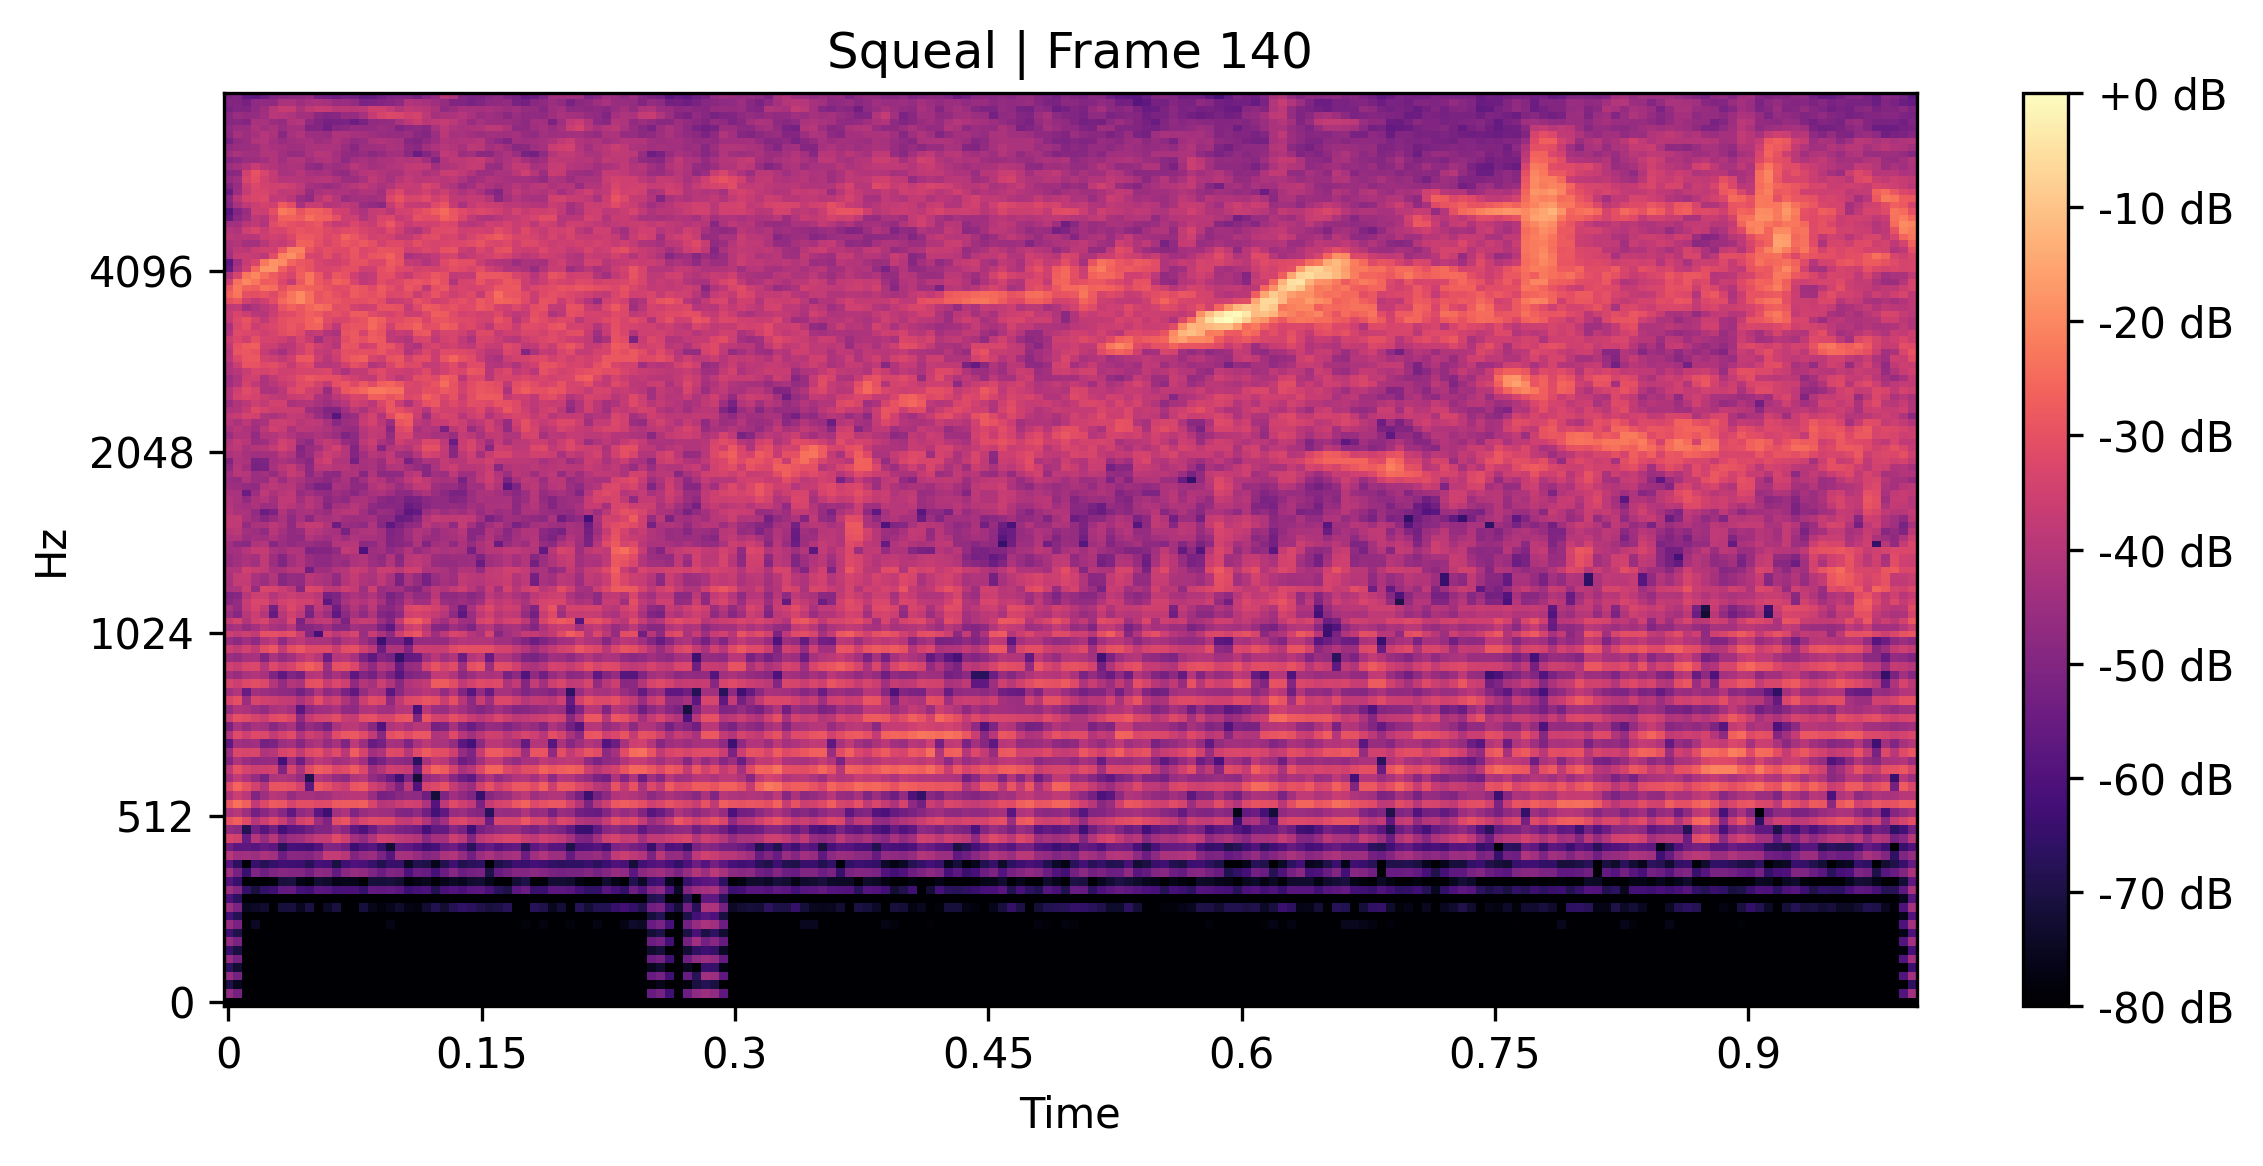 Squeal | Frame 140
+0 dB
-10 dB
-20 dB
-30 dB
-40 dB
-50 dB
-60 dB
-70 dB
-80 dB
Hz
4096
2048
1024
512
0
0 0.15 0.3 0.45 0.6 0.75 0.9
Time